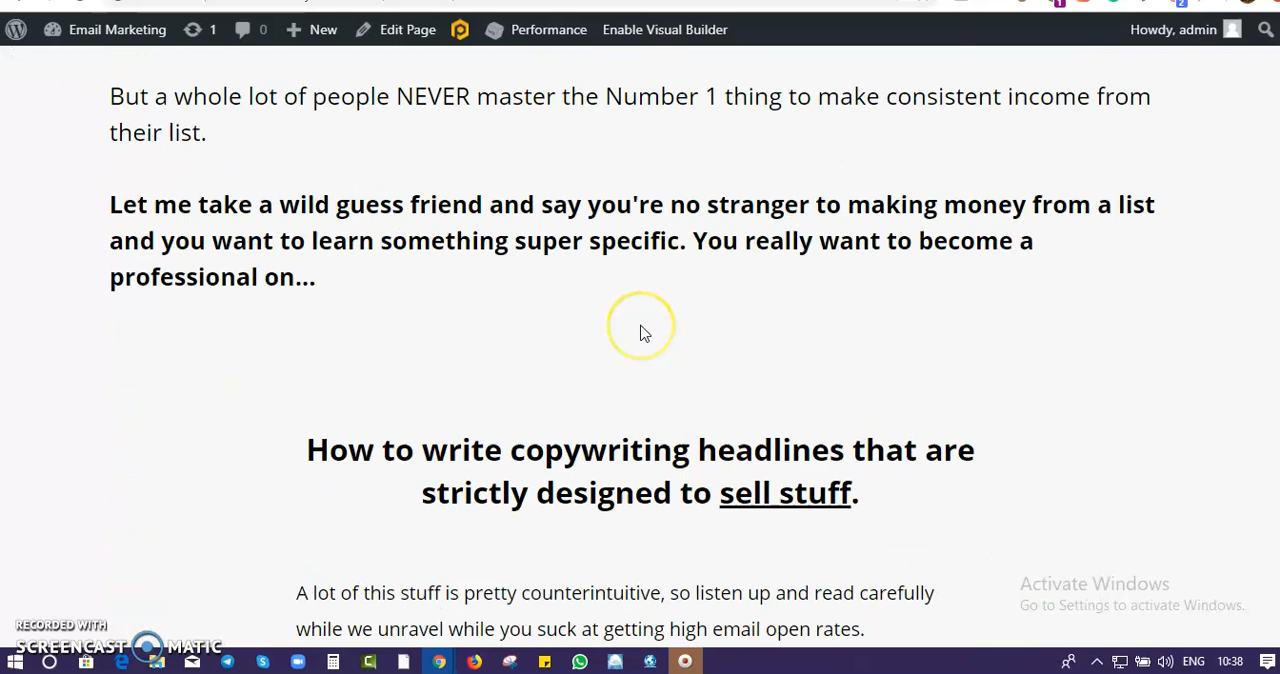 Email Marketing 1 0 New Edit Page Performance Enable Visual Builder Howdy, admin
But a whole lot of people NEVER master the Number 1 thing to make consistent income from
their list.
Let me take a wild guess friend and say you're no stranger to making money from a list
and you want to learn something super specific. You really want to become a
professional on...
How to write copywriting headlines that are
strictly designed to sell stuff.
A lot of this stuff is pretty counterintuitive, so listen up and read carefully
while we unravel while you suck at getting high email open rates.
Activate Windows
Go to Settings to activate Windows.
RECORDED WITH
SCREENCAST MATIC
ENG 10:38